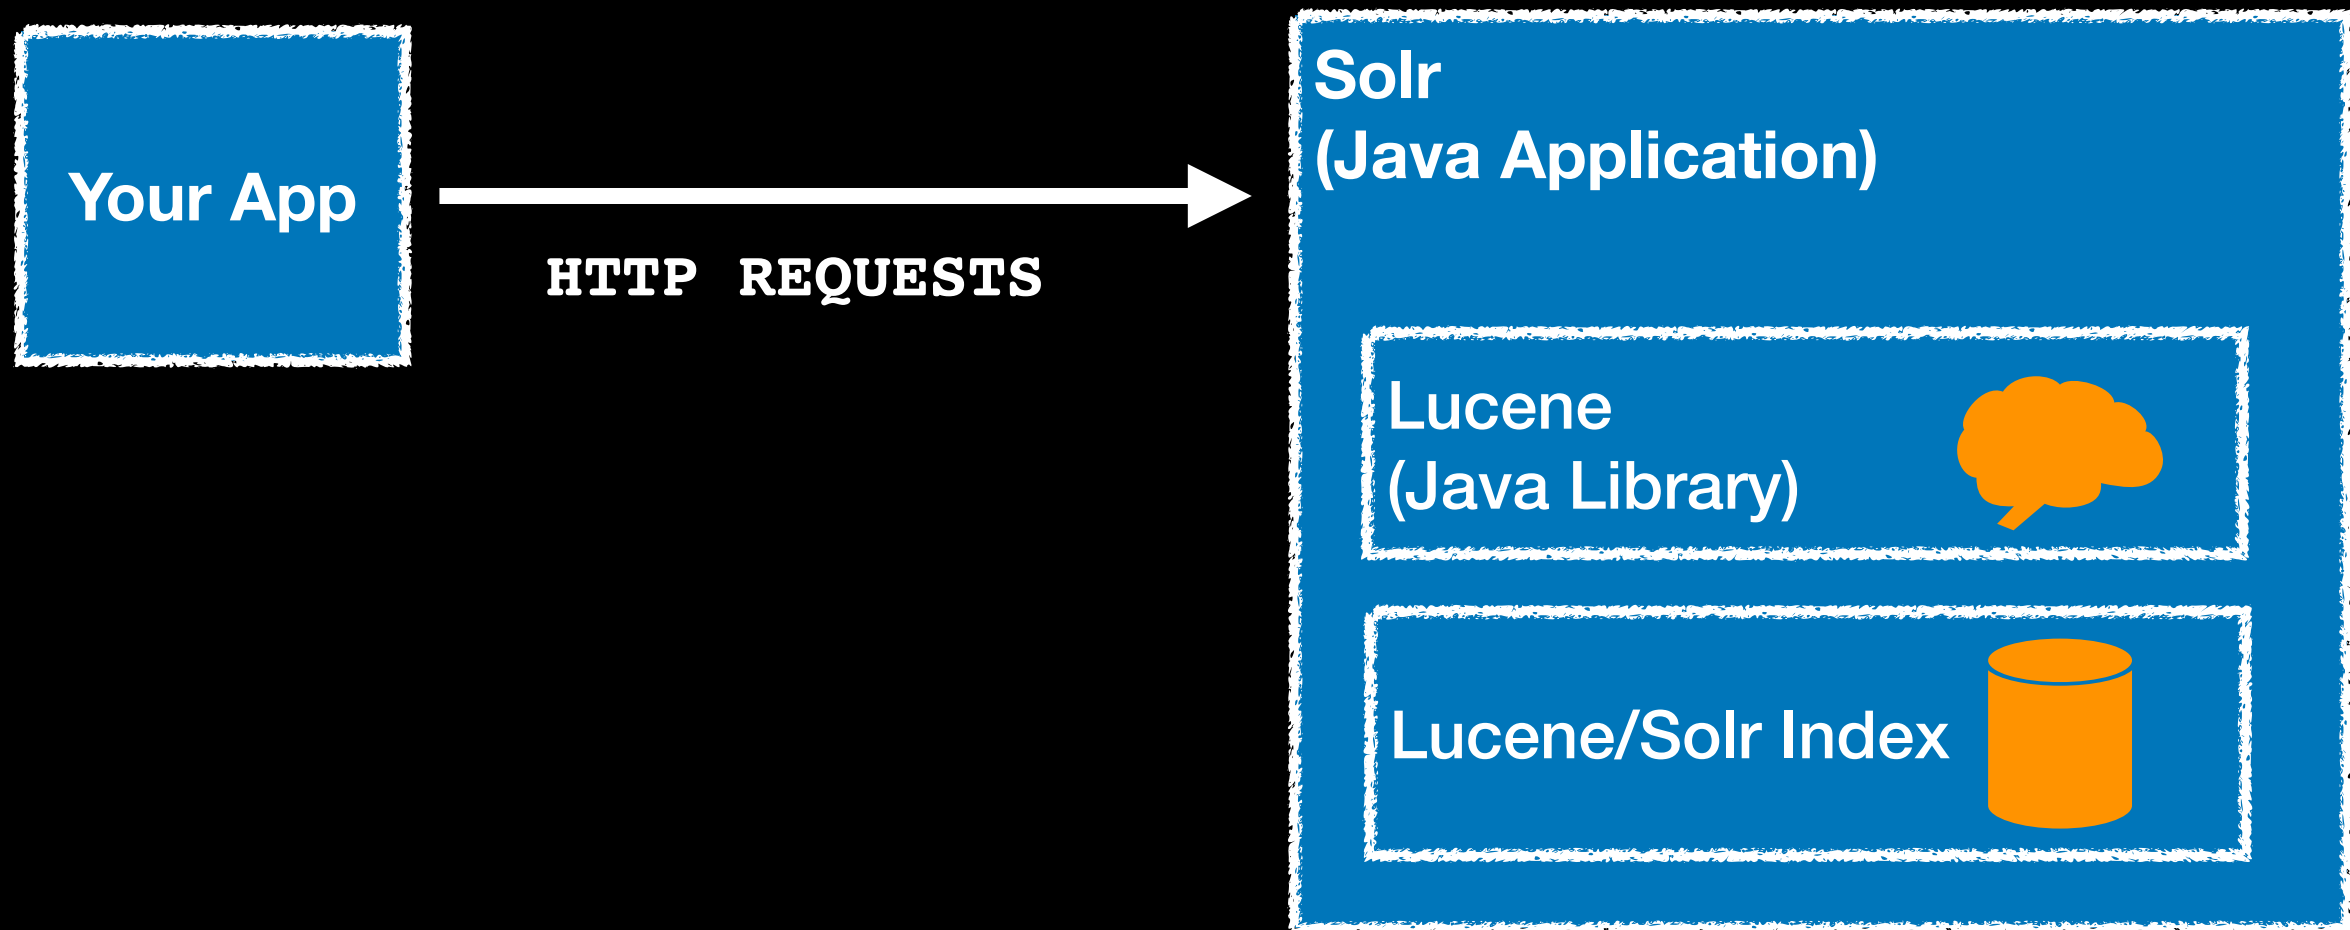 Your App
HTTP REQUESTS
Solr
(Java Application)
Lucene
(Java Library)
Lucene/Solr Index